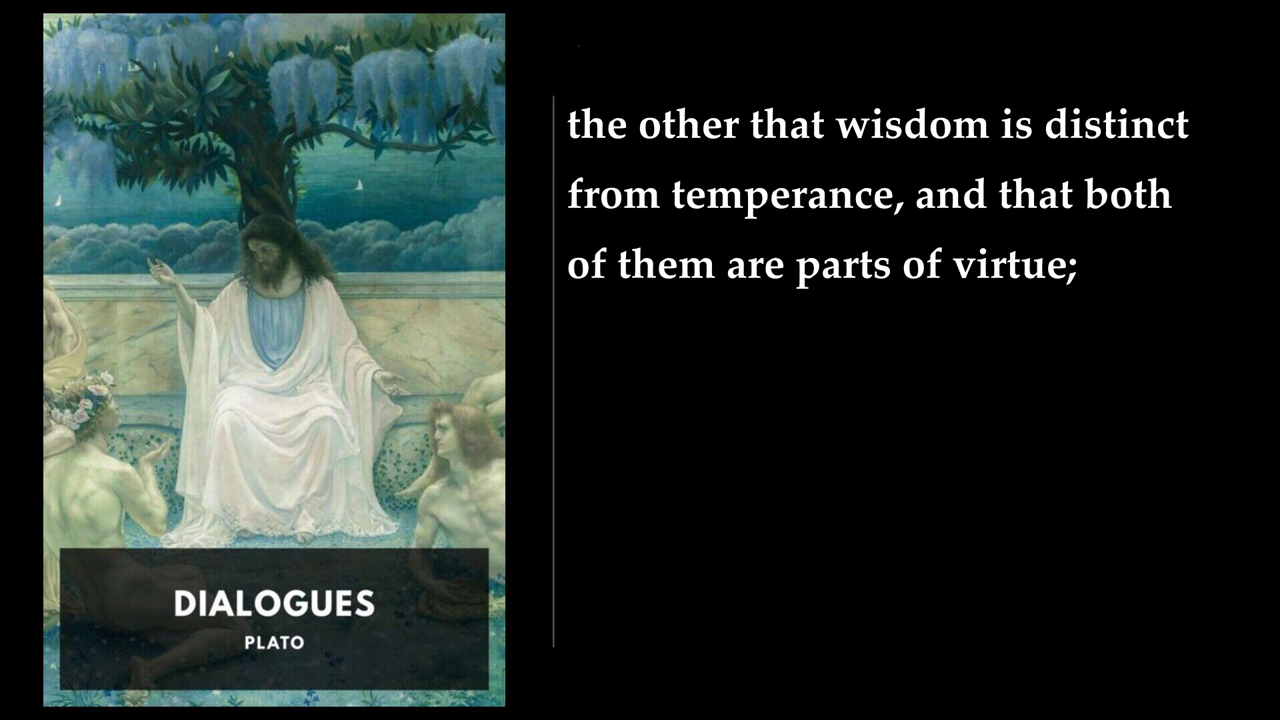 the other that wisdom is distinct
from temperance, and that both
of them are parts of virtue;
DIALOGUES
PLATO